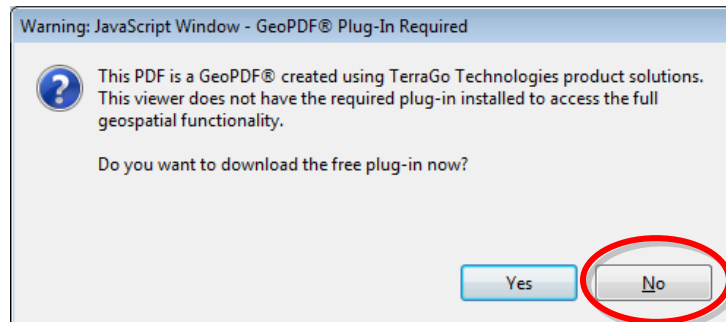 Warning: JavaScript Window - GeoPDF® Plug-In Required
This PDF is a GeoPDF® created using TerraGo Technologies product solutions.
This viewer does not have the required plug-in installed to access the full
geospatial functionality.
Do you want to download the free plug-in now?
Yes
No